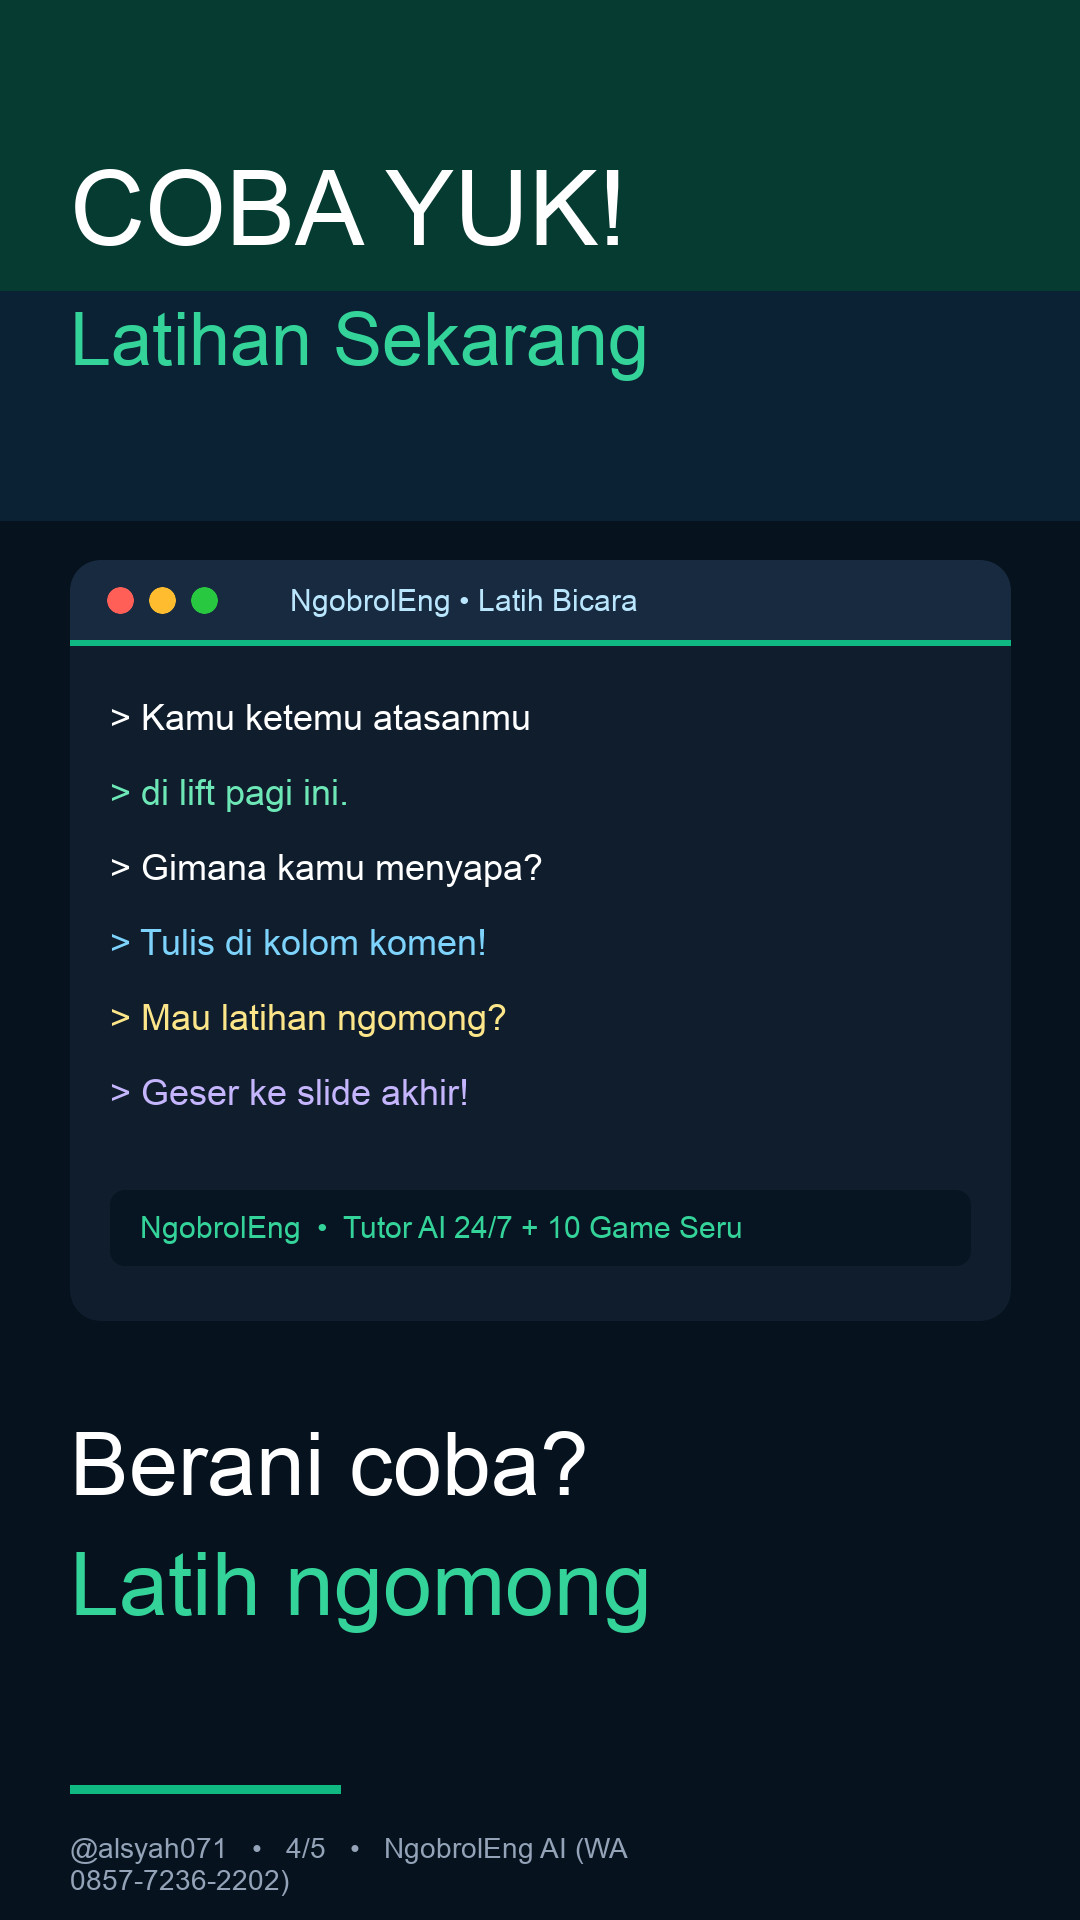 COBA YUK!
Latihan Sekarang
NgobrolEng • Latih Bicara
> Kamu ketemu atasanmu
> di lift pagi ini.
> Gimana kamu menyapa?
> Tulis di kolom komen!
> Mau latihan ngomong?
> Geser ke slide akhir!
NgobrolEng • Tutor AI 24/7 + 10 Game Seru
Berani coba?
Latih ngomong
@alsyah071 • 4/5 • NgobrolEng AI (WA
0857-7236-2202)